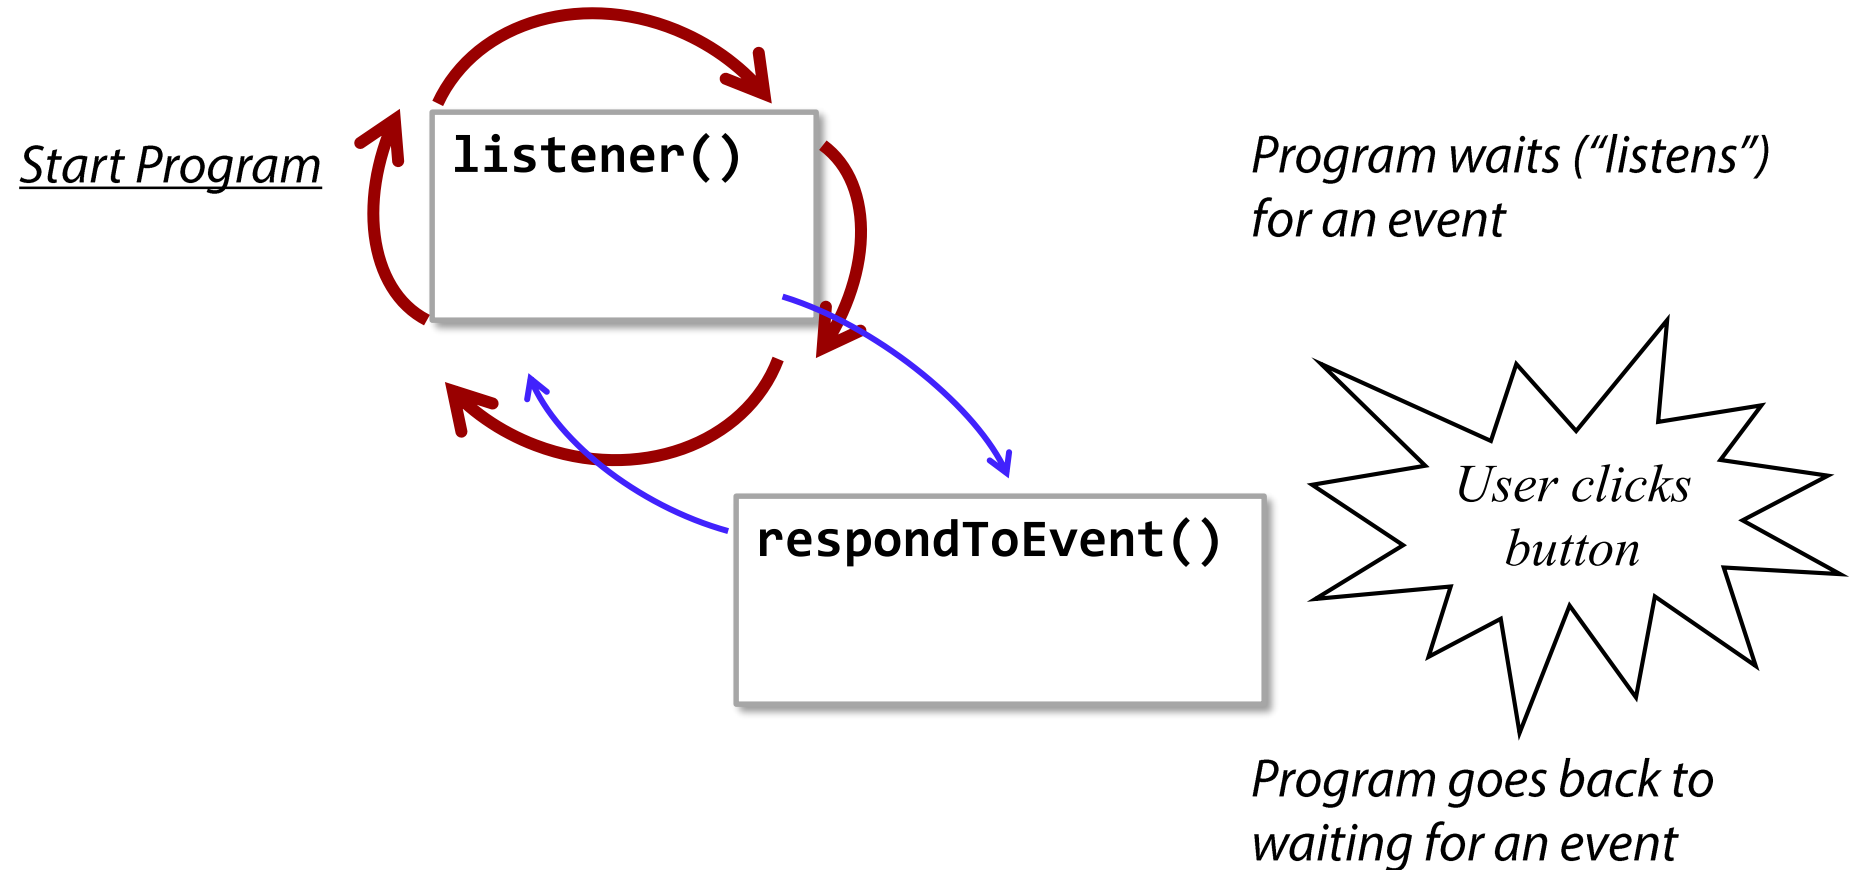 Start Program
listener()
Program waits (“listens”)
for an event
User clicks
button
respondToEvent()
Program goes back to
waiting for an event